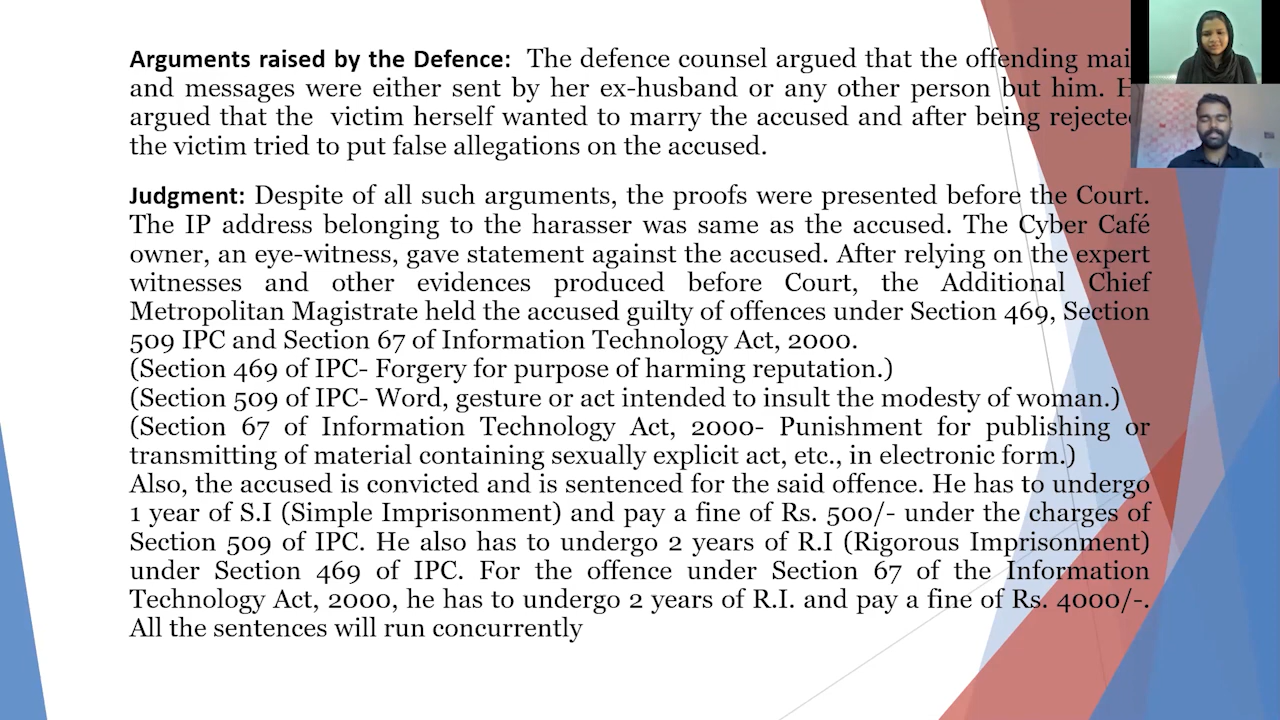 Arguments raised by the Defence: The defence counsel argued that the offending mai
and messages were either sent by her ex-husband or any other person but him. H
argued that the victim herself wanted to marry the accused and after being rejected
the victim tried to put false allegations on the accused.
Judgment: Despite of all such arguments, the proofs were presented before the Court.
The IP address belonging to the harasser was same as the accused. The Cyber Café
owner, an eye-witness, gave statement against the accused. After relying on the expert
witnesses and other evidences produced before Court, the Additional Chief
Metropolitan Magistrate held the accused guilty of offences under Section 469, Section
509 IPC and Section 67 of Information Technology Act, 2000.
(Section 469 of IPC- Forgery for purpose of harming reputation.)
(Section 509 of IPC- Word, gesture or act intended to insult the modesty of woman.)
(Section 67 of Information Technology Act, 2000- Punishment for publishing or
transmitting of material containing sexually explicit act, etc., in electronic form.)
Also, the accused is convicted and is sentenced for the said offence. He has to undergo
1 year of S.I (Simple Imprisonment) and pay a fine of Rs. 500/- under the charges of
Section 509 of IPC. He also has to undergo 2 years of R.I (Rigorous Imprisonment)
under Section 469 of IPC. For the offence under Section 67 of the Information
Technology Act, 2000, he has to undergo 2 years of R.I. and pay a fine of Rs. 4000/-.
All the sentences will run concurrently